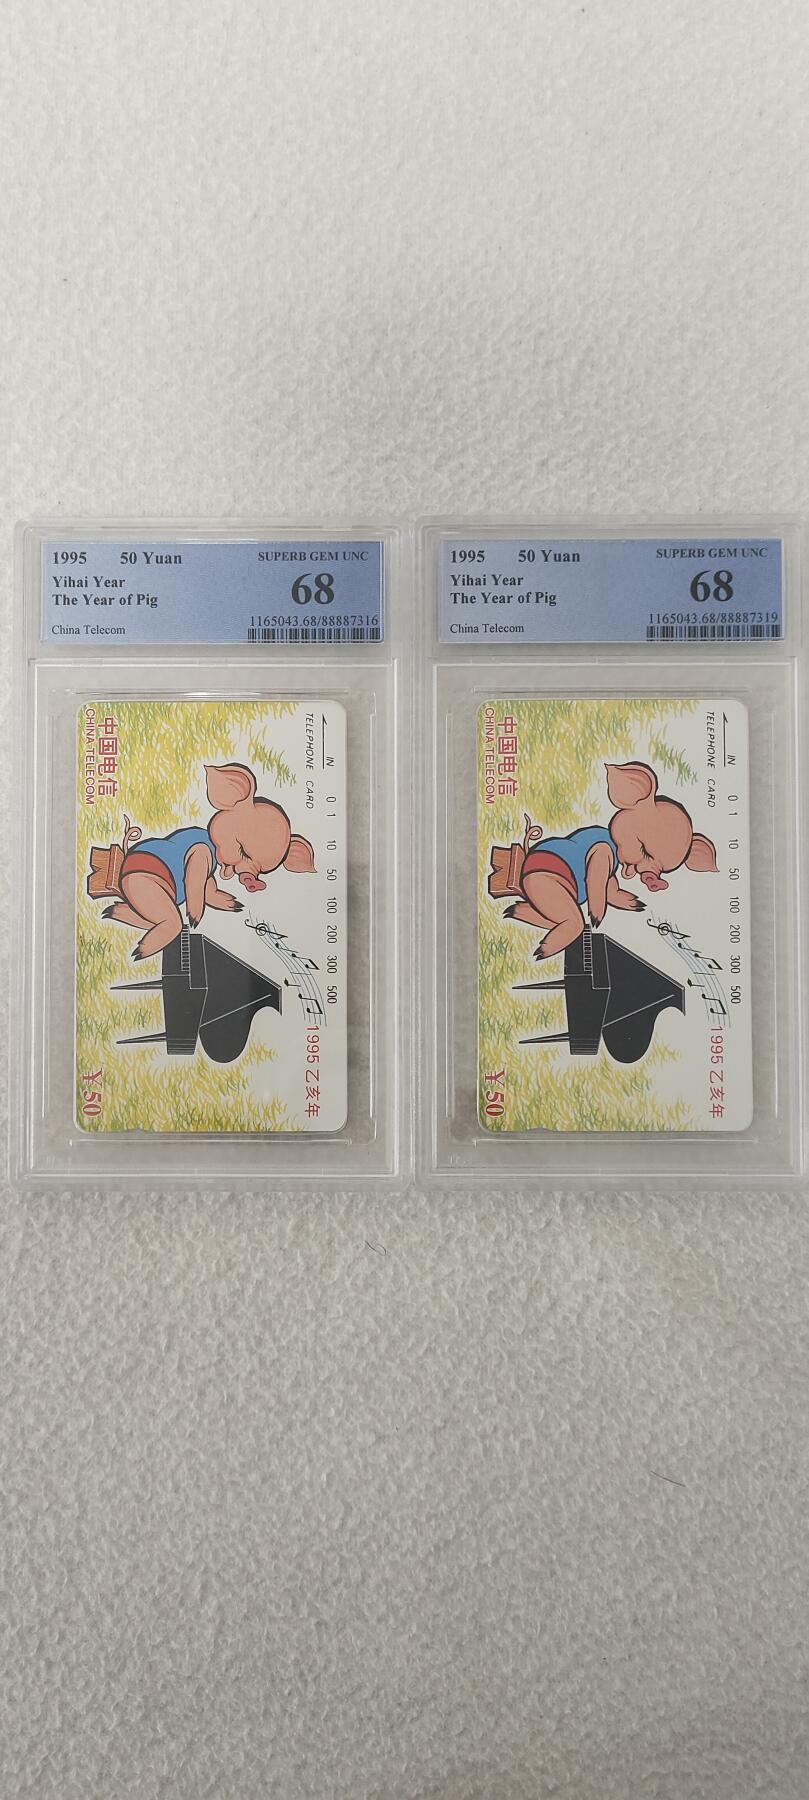 1995 50 Yuan SUPERB GEM UNC
Yihai Year 68
The Year of Pig
1165043.68/88887316
China Telecom
中国电信
CHINA TELECOM
IN
TELEPHONE CARD
0 1 10 50 100 200 300 500
1995 乙亥年
¥50
1995 50 Yuan SUPERB GEM UNC
Yihai Year 68
The Year of Pig
1165043.68/88887319
China Telecom
中国电信
CHINA TELECOM
IN
TELEPHONE CARD
0 1 10 50 100 200 300 500
1995 乙亥年
¥50